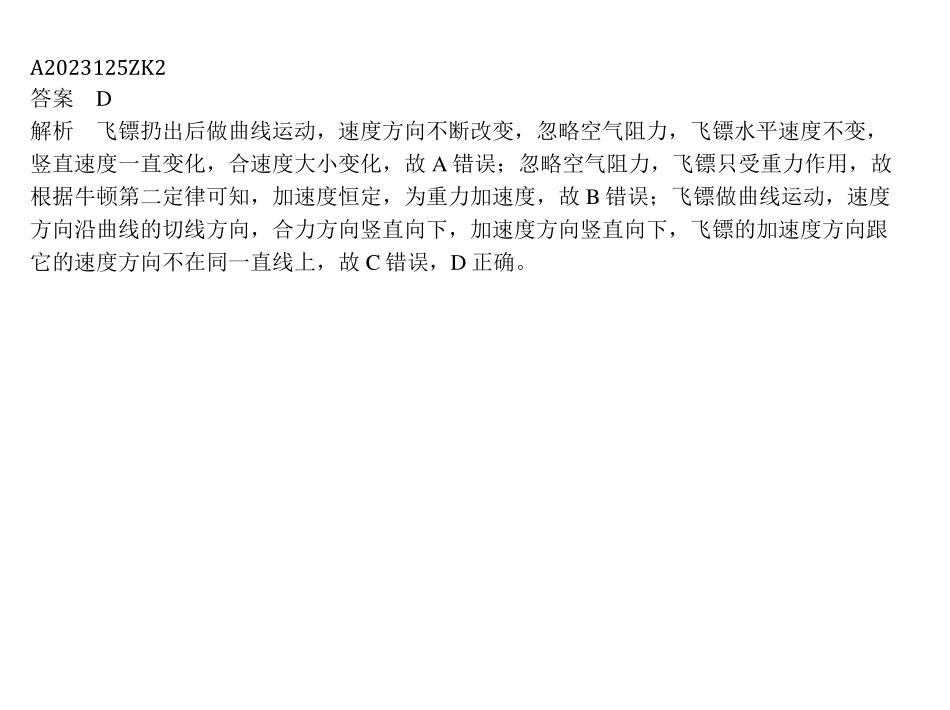 A2023125ZK2
答案　D
解析　飞镖扔出后做曲线运动，速度方向不断改变，忽略空气阻力，飞镖水平速度不变，
竖直速度一直变化，合速度大小变化，故 A 错误；忽略空气阻力，飞镖只受重力作用，故
根据牛顿第二定律可知，加速度恒定，为重力加速度，故 B 错误；飞镖做曲线运动，速度
方向沿曲线的切线方向，合力方向竖直向下，加速度方向竖直向下，飞镖的加速度方向跟
它的速度方向不在同一直线上，故 C 错误，D 正确。